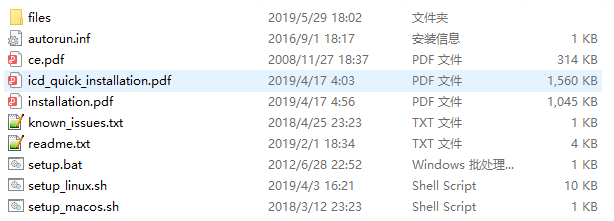 files 2019/5/29 18:02 文件夹
autorun.inf 2016/9/1 18:17 安装信息 1 KB
ce.pdf 2008/11/27 18:37 PDF 文件 314 KB
icd_quick_installation.pdf 2019/4/17 4:03 PDF 文件 1,560 KB
installation.pdf 2019/4/17 4:56 PDF 文件 1,045 KB
known_issues.txt 2018/4/25 23:23 TXT 文件 1 KB
readme.txt 2019/2/1 18:34 TXT 文件 4 KB
setup.bat 2012/6/28 22:52 Windows 批处理... 1 KB
setup_linux.sh 2019/4/3 16:21 Shell Script 10 KB
setup_macos.sh 2018/3/12 23:23 Shell Script 1 KB